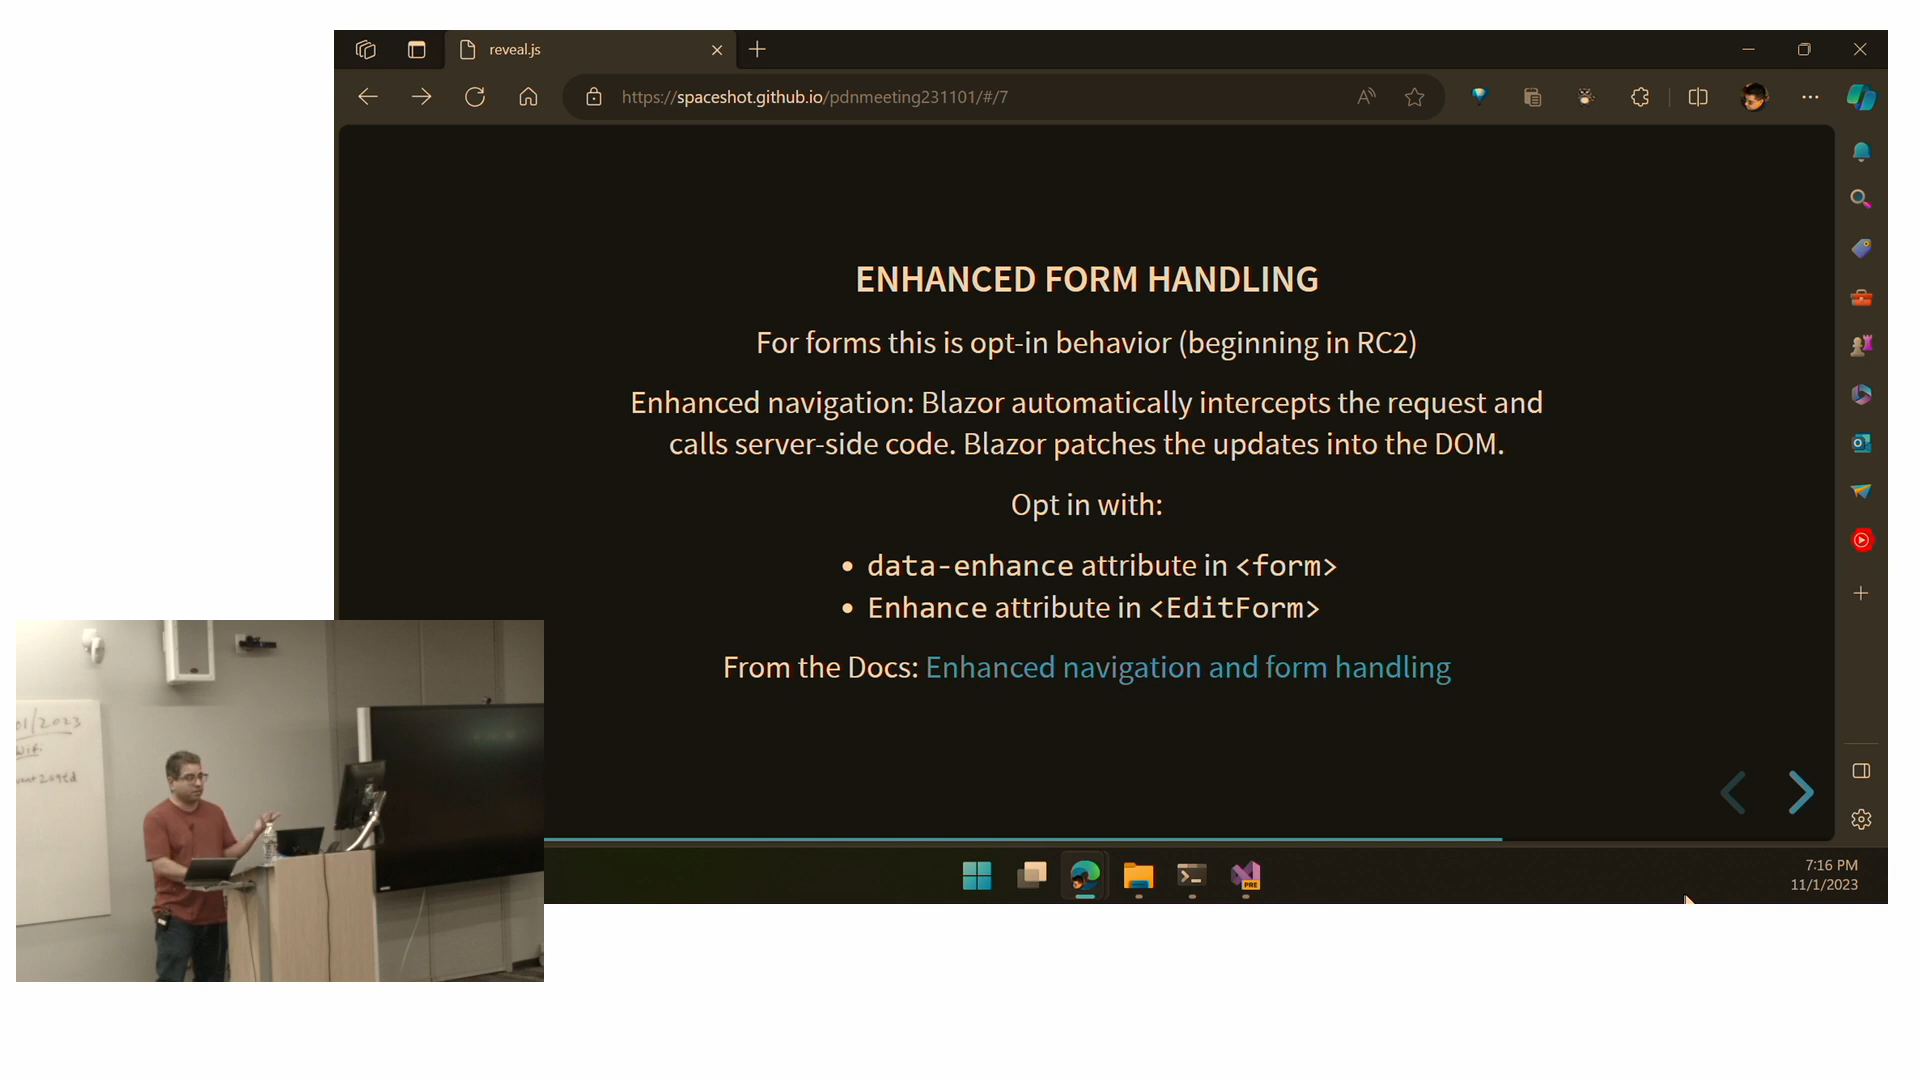 reveal.js
https://spaceshot.github.io/pdnmeeting231101/#/7
ENHANCED FORM HANDLING
For forms this is opt-in behavior (beginning in RC2)
Enhanced navigation: Blazor automatically intercepts the request and
calls server-side code. Blazor patches the updates into the DOM.
Opt in with:
• data-enhance attribute in <form>
• Enhance attribute in <EditForm>
From the Docs: Enhanced navigation and form handling
01/2023
PRE
7:16 PM
11/1/2023